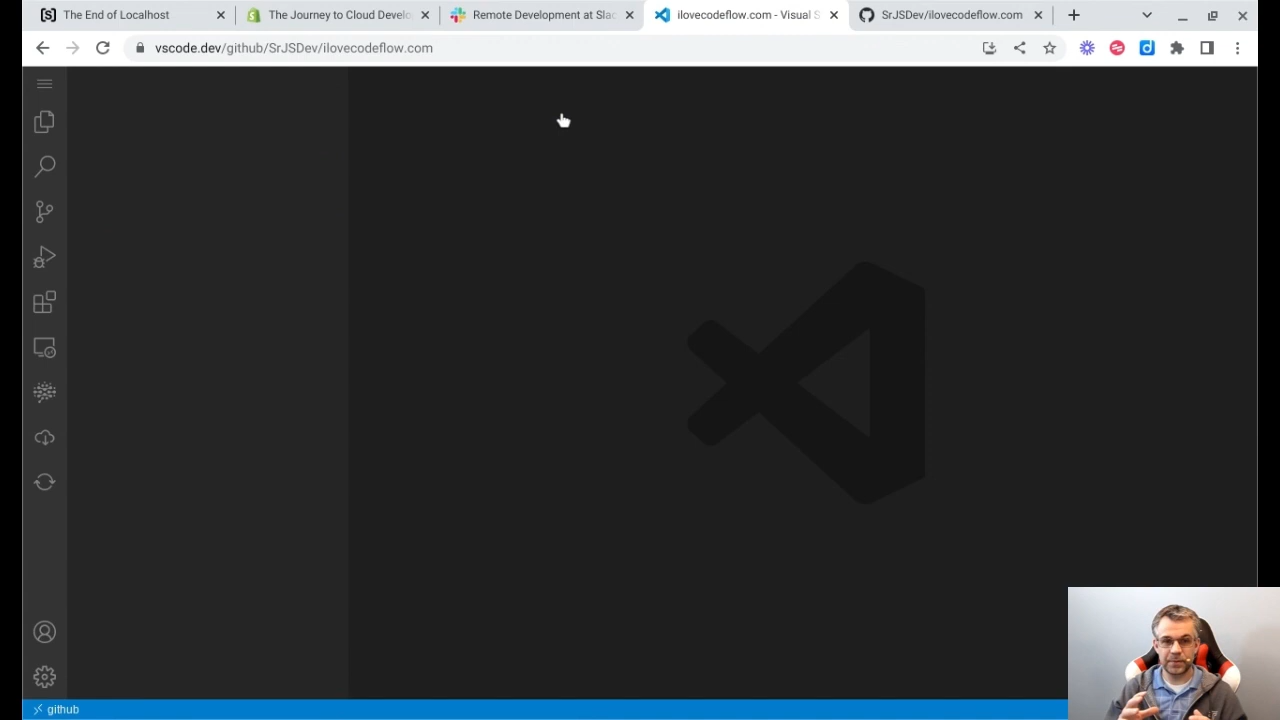 The End of Localhost
The Journey to Cloud Develo
Remote Development at Slac
ilovecodeflow.com - Visual S
SrJSDev/ilovecodeflow.com
vscode.dev/github/SrJSDev/ilovecodeflow.com
github